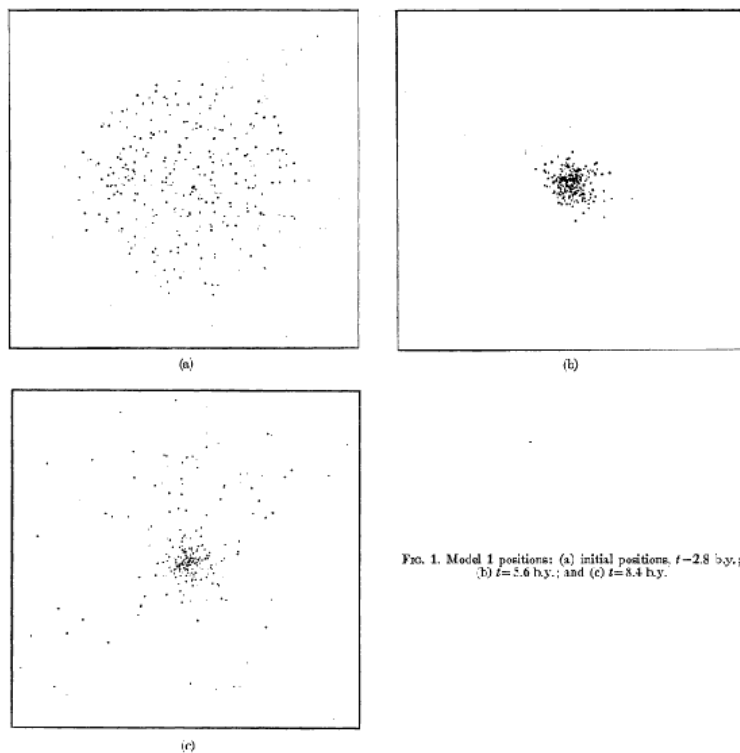 (a)
(b)
(c)
FIG. 1. Model 1 positions: (a) initial positions, t=2.8 b.y.;
(b) t=5.6 b.y.; and (c) t=8.4 b.y.